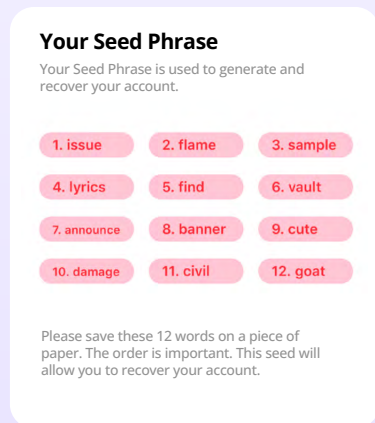 Your Seed Phrase
Your Seed Phrase is used to generate and
recover your account.
1. issue 2. flame 3. sample
4. lyrics 5. find 6. vault
7. announce 8. banner 9. cute
10. damage 11. civil 12. goat
Please save these 12 words on a piece of
paper. The order is important. This seed will
allow you to recover your account.